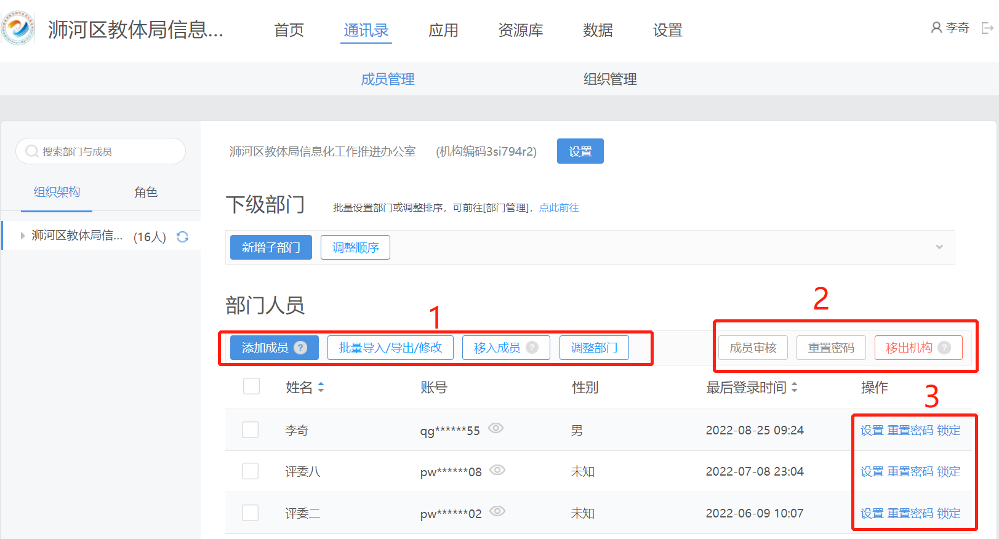 浉河区教体局信息... 首页 通讯录 应用 资源库 数据 设置 李奇
成员管理 组织管理
搜索部门与成员
组织架构 角色
浉河区教体局信... (16人)
浉河区教体局信息化工作推进办公室 (机构编码3si794r2) 设置
下级部门 批量设置部门或调整排序，可前往[部门管理]，点此前往
新增子部门 调整顺序
部门人员
1
2
添加成员 ? 批量导入/导出/修改 移入成员 ? 调整部门 成员审核 重置密码 移出机构 ?
姓名 账号 性别 最后登录时间 操作
3
李奇 qg******55 男 2022-08-25 09:24 设置 重置密码 锁定
评委八 pw******08 未知 2022-07-08 23:04 设置 重置密码 锁定
评委二 pw******02 未知 2022-06-09 10:07 设置 重置密码 锁定